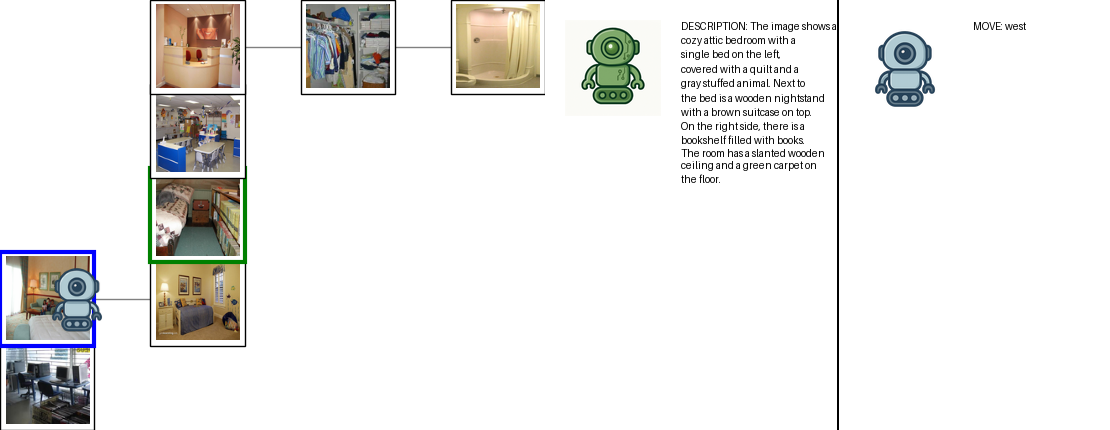 DESCRIPTION: The image shows a
cozy attic bedroom with a
single bed on the left,
covered with a quilt and a
gray stuffed animal. Next to
the bed is a wooden nightstand
with a brown suitcase on top.
On the right side, there is a
bookshelf filled with books.
The room has a slanted wooden
ceiling and a green carpet on
the floor.
MOVE: west